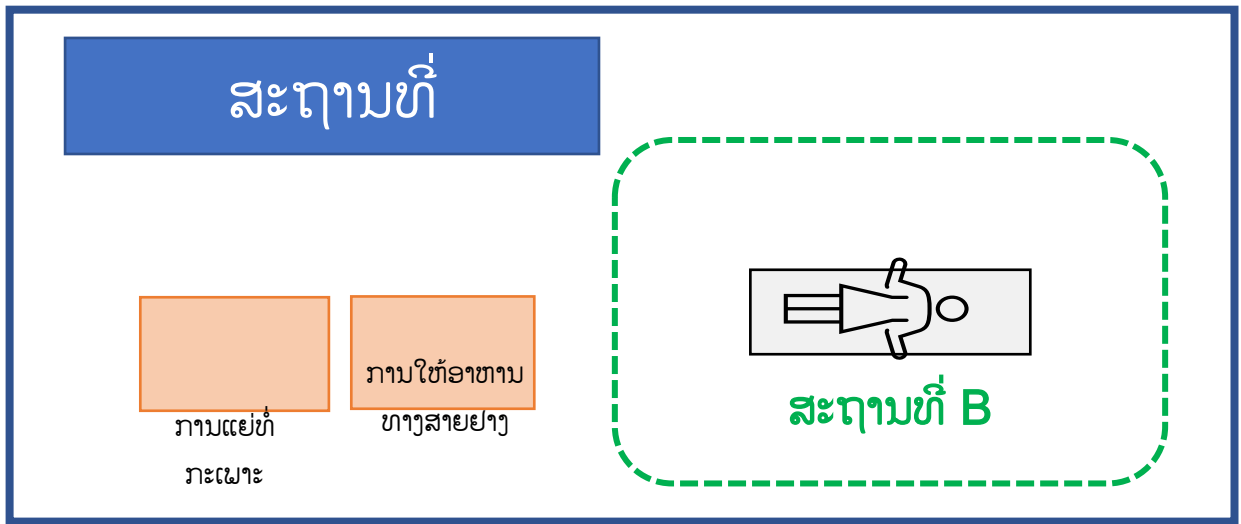 ສະຖານທີ່
ການໃຫ້ອາຫານ
ທາງສາຍຢາງ
ການແຍ່ທໍ່
ກະເພາະ
ສະຖານທີ່ B